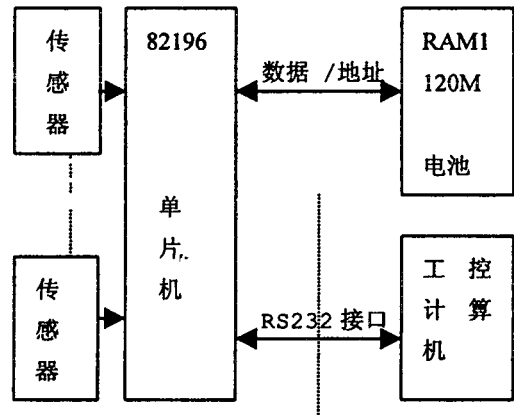 传
感
器
82196
单
片
机
数据 /地址
RAM1
120M
电池
传
感
器
RS232 接口
工 控
计 算
机